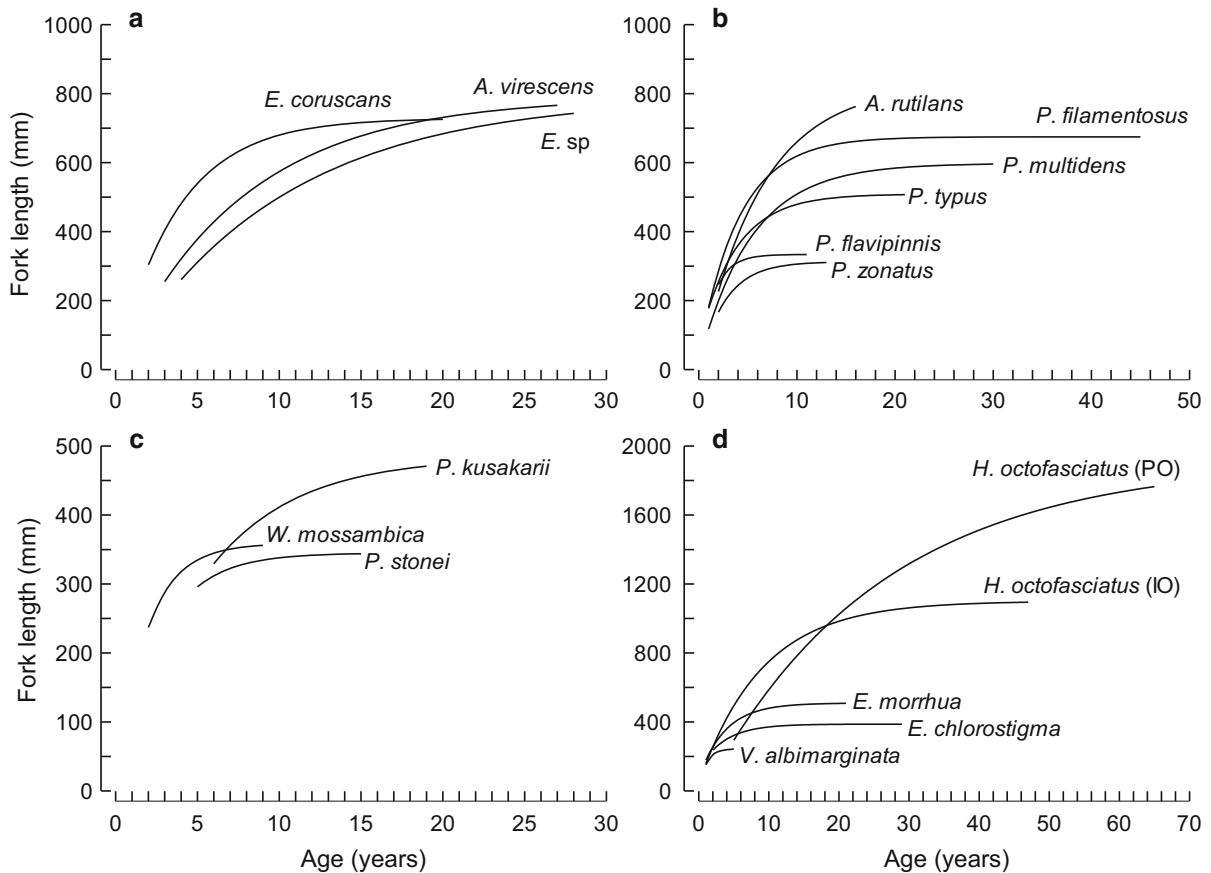 a
1000
800
600
400
200
0
Fork length (mm)
E. coruscans
A. virescens
E. sp
0 5 10 15 20 25 30
b
1000
800
600
400
200
0
A. rutilans
P. filamentosus
P. multidens
P. typus
P. flavipinnis
P. zonatus
0 10 20 30 40 50
c
500
400
300
200
100
0
Fork length (mm)
P. kusakarii
W. mossambica
P. stonei
0 5 10 15 20 25 30
Age (years)
d
2000
1600
1200
800
400
0
H. octofasciatus (PO)
H. octofasciatus (IO)
E. morrhua
E. chlorostigma
V. albimarginata
0 10 20 30 40 50 60 70
Age (years)